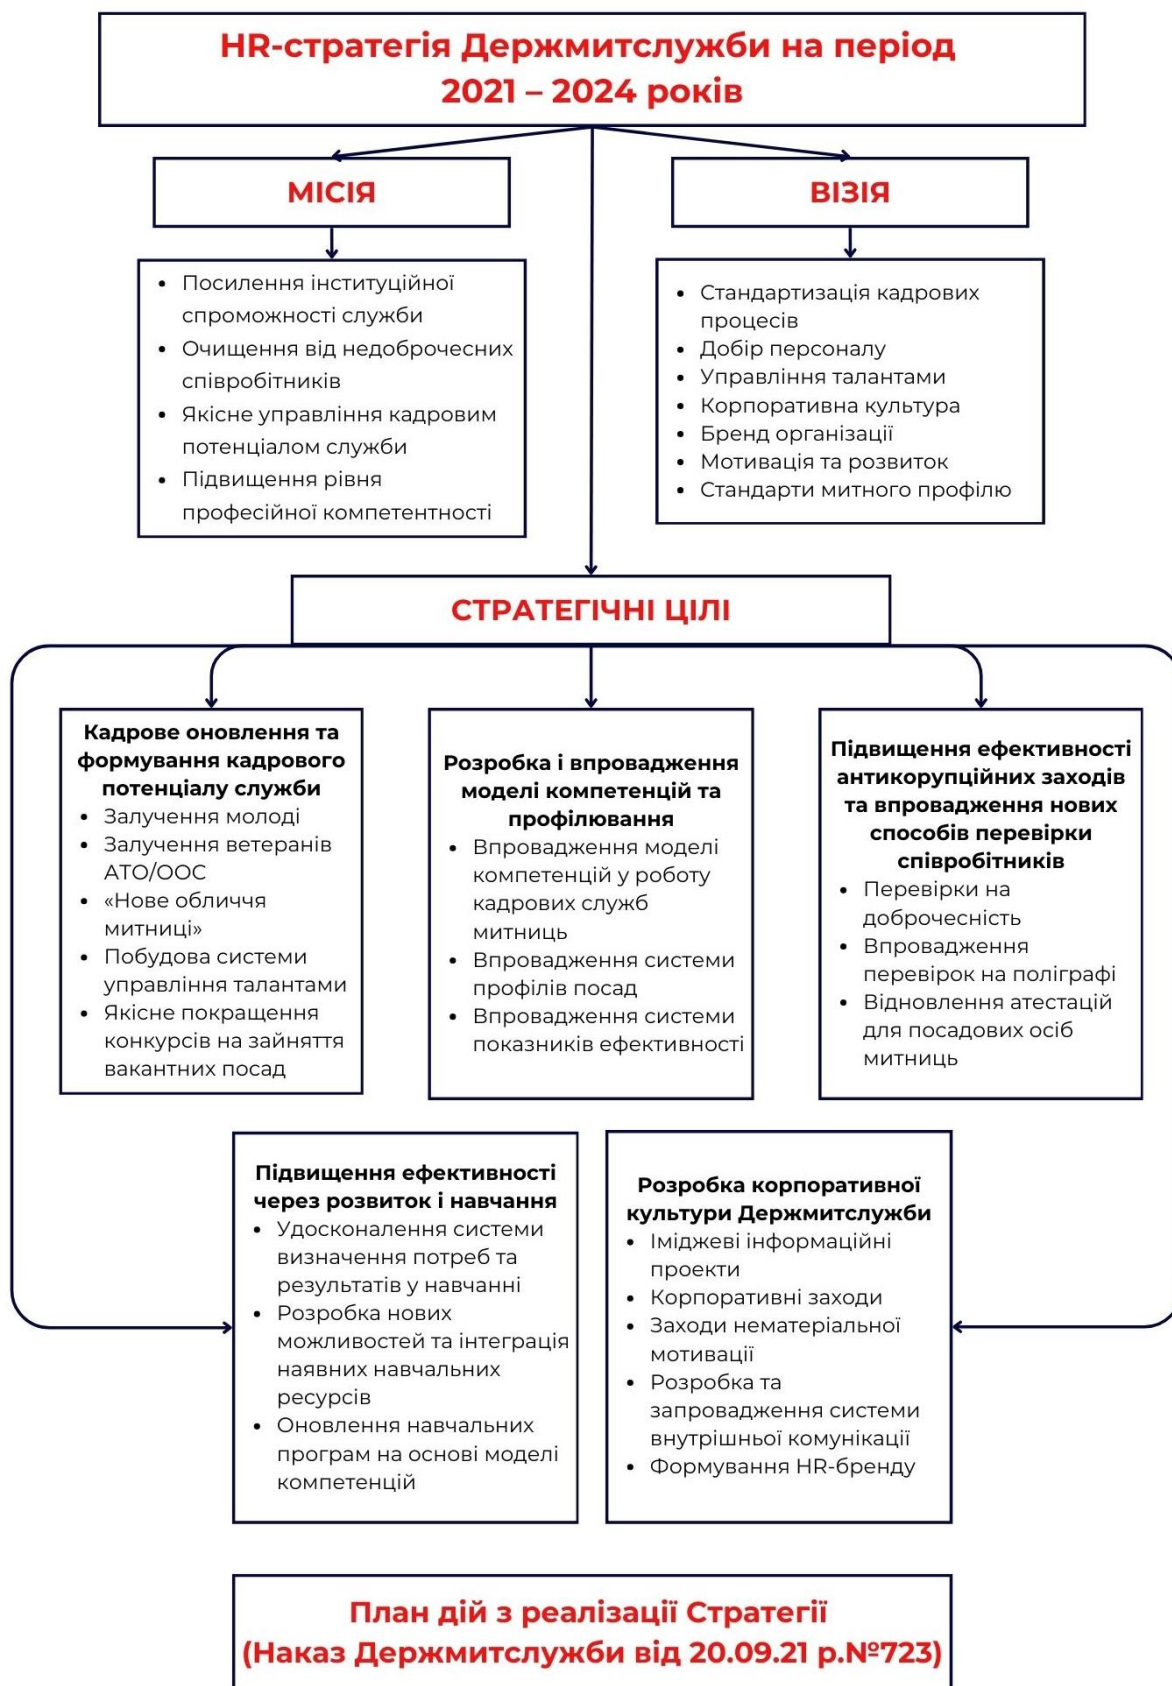 HR-стратегія Держмитслужби на період
2021 – 2024 років
МІСІЯ
• Посилення інституційної
спроможності служби
• Очищення від недоброчесних
співробітників
• Якісне управління кадровим
потенціалом служби
• Підвищення рівня
професійної компетентності
ВІЗІЯ
• Стандартизація кадрових
процесів
• Добір персоналу
• Управління талантами
• Корпоративна культура
• Бренд організації
• Мотивація та розвиток
• Стандарти митного профілю
СТРАТЕГІЧНІ ЦІЛІ
Кадрове оновлення та
формування кадрового
потенціалу служби
• Залучення молоді
• Залучення ветеранів
АТО/ООС
• «Нове обличчя
митниці»
• Побудова системи
управління талантами
• Якісне покращення
конкурсів на зайняття
вакантних посад
Розробка і впровадження
моделі компетенцій та
профілювання
• Впровадження моделі
компетенцій у роботу
кадрових служб
митниць
• Впровадження системи
профілів посад
• Впровадження системи
показників ефективності
Підвищення ефективності
антикорупційних заходів
та впровадження нових
способів перевірки
співробітників
• Перевірки на
доброчесність
• Впровадження
перевірок на поліграфі
• Відновлення атестацій
для посадових осіб
митниць
Підвищення ефективності
через розвиток і навчання
• Удосконалення системи
визначення потреб та
результатів у навчанні
• Розробка нових
можливостей та інтеграція
наявних навчальних
ресурсів
• Оновлення навчальних
програм на основі моделі
компетенцій
Розробка корпоративної
культури Держмитслужби
• Іміджеві інформаційні
проекти
• Корпоративні заходи
• Заходи нематеріальної
мотивації
• Розробка та
запровадження системи
внутрішньої комунікації
• Формування HR-бренду
План дій з реалізації Стратегії
(Наказ Держмитслужби від 20.09.21 р.№723)